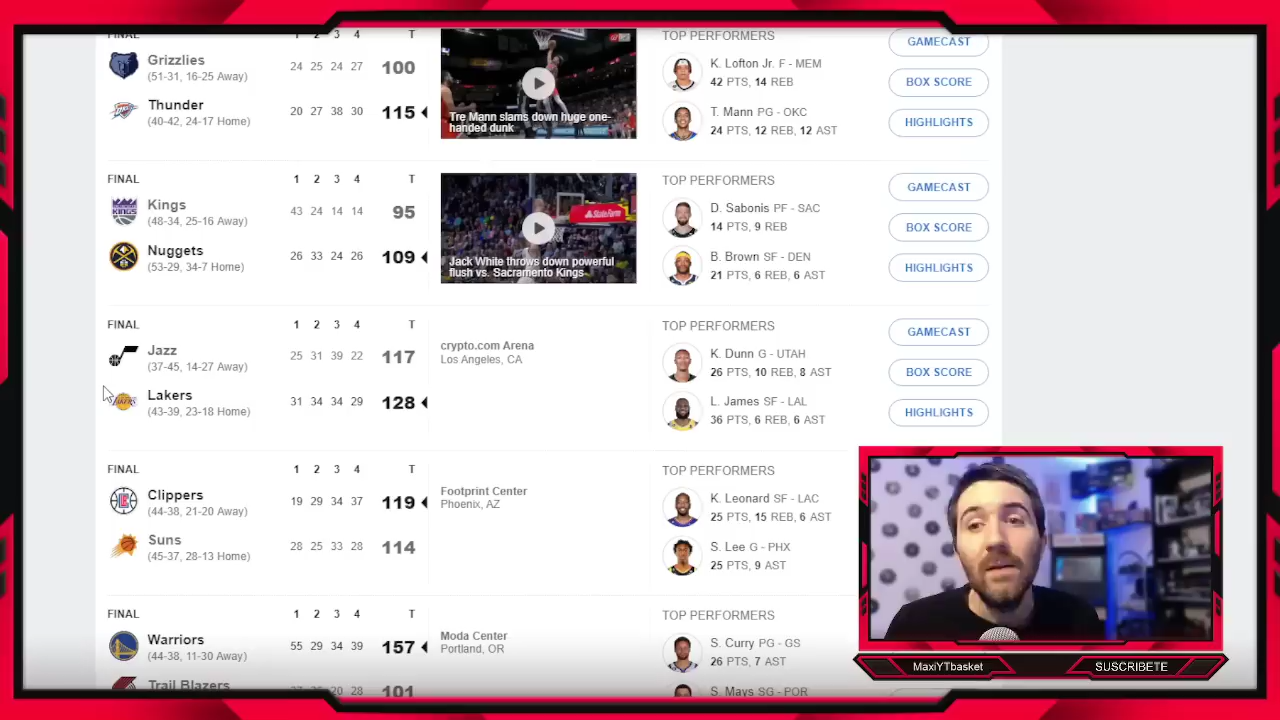 1 2 3 4 T
Grizzlies
(51-31, 16-25 Away)
24 25 24 27 100
Thunder
(40-42, 24-17 Home)
20 27 38 30 115
Tre Mann slams down huge one-
handed dunk
TOP PERFORMERS
K. Lofton Jr. F - MEM
42 PTS, 14 REB
T. Mann PG - OKC
24 PTS, 12 REB, 12 AST
GAMECAST
BOX SCORE
HIGHLIGHTS
FINAL 1 2 3 4 T
Kings
(48-34, 25-16 Away)
43 24 14 14 95
Nuggets
(53-29, 34-7 Home)
26 33 24 26 109
KINGS
State Farm
Jack White throws down powerful
flush vs. Sacramento Kings
TOP PERFORMERS
D. Sabonis PF - SAC
14 PTS, 9 REB
B. Brown SF - DEN
21 PTS, 6 REB, 6 AST
GAMECAST
BOX SCORE
HIGHLIGHTS
FINAL 1 2 3 4 T
Jazz
(37-45, 14-27 Away)
25 31 39 22 117
Lakers
(43-39, 23-18 Home)
31 34 34 29 128
LAKERS
crypto.com Arena
Los Angeles, CA
TOP PERFORMERS
K. Dunn G - UTAH
26 PTS, 10 REB, 8 AST
L. James SF - LAL
36 PTS, 6 REB, 6 AST
GAMECAST
BOX SCORE
HIGHLIGHTS
FINAL 1 2 3 4 T
Clippers
(44-38, 21-20 Away)
19 29 34 37 119
Suns
(45-37, 28-13 Home)
28 25 33 28 114
Footprint Center
Phoenix, AZ
TOP PERFORMERS
K. Leonard SF - LAC
25 PTS, 15 REB, 6 AST
S. Lee G - PHX
25 PTS, 9 AST
FINAL 1 2 3 4 T
Warriors
(44-38, 11-30 Away)
55 29 34 39 157
Trail Blazers
20 28 101
Moda Center
Portland, OR
TOP PERFORMERS
S. Curry PG - GS
26 PTS, 7 AST
S. Mays SG - POR
MaxiYTbasket
SUSCRIBETE